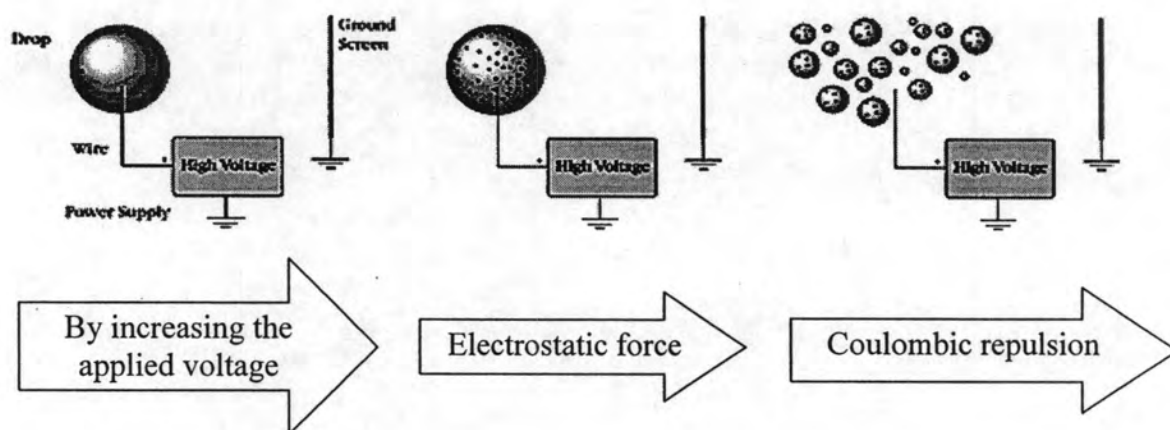 Drop
Ground
Screen
Wire
+
High Voltage
Power Supply
+
High Voltage
+
High Voltage
By increasing the
applied voltage
Electrostatic force
Coulombic repulsion